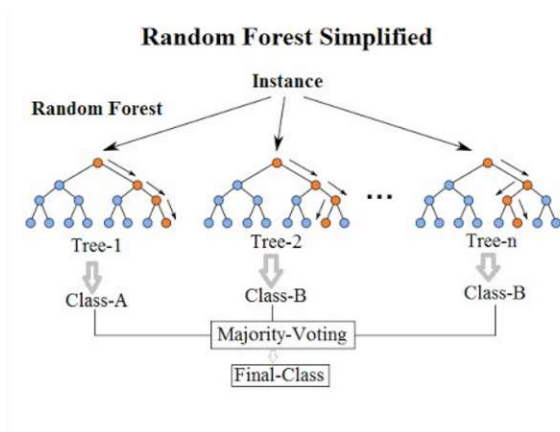 Random Forest Simplified
Instance
Random Forest
...
Tree-1
Tree-2
Tree-n
Class-A
Class-B
Class-B
Majority-Voting
Final-Class